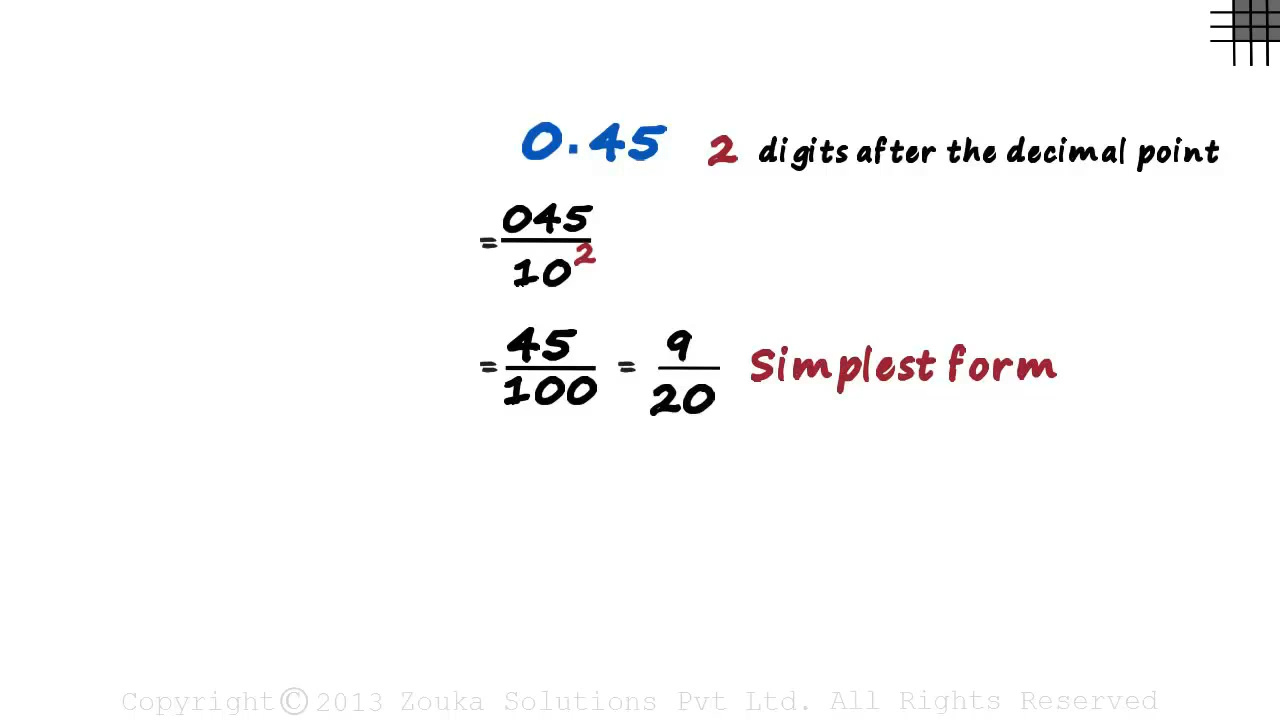 0.45 2 digits after the decimal point
= 045
10²
= 45 = 9 Simplest form
100 20
Copyright © 2013 Zouka Solutions Pvt Ltd. All Rights Reserved